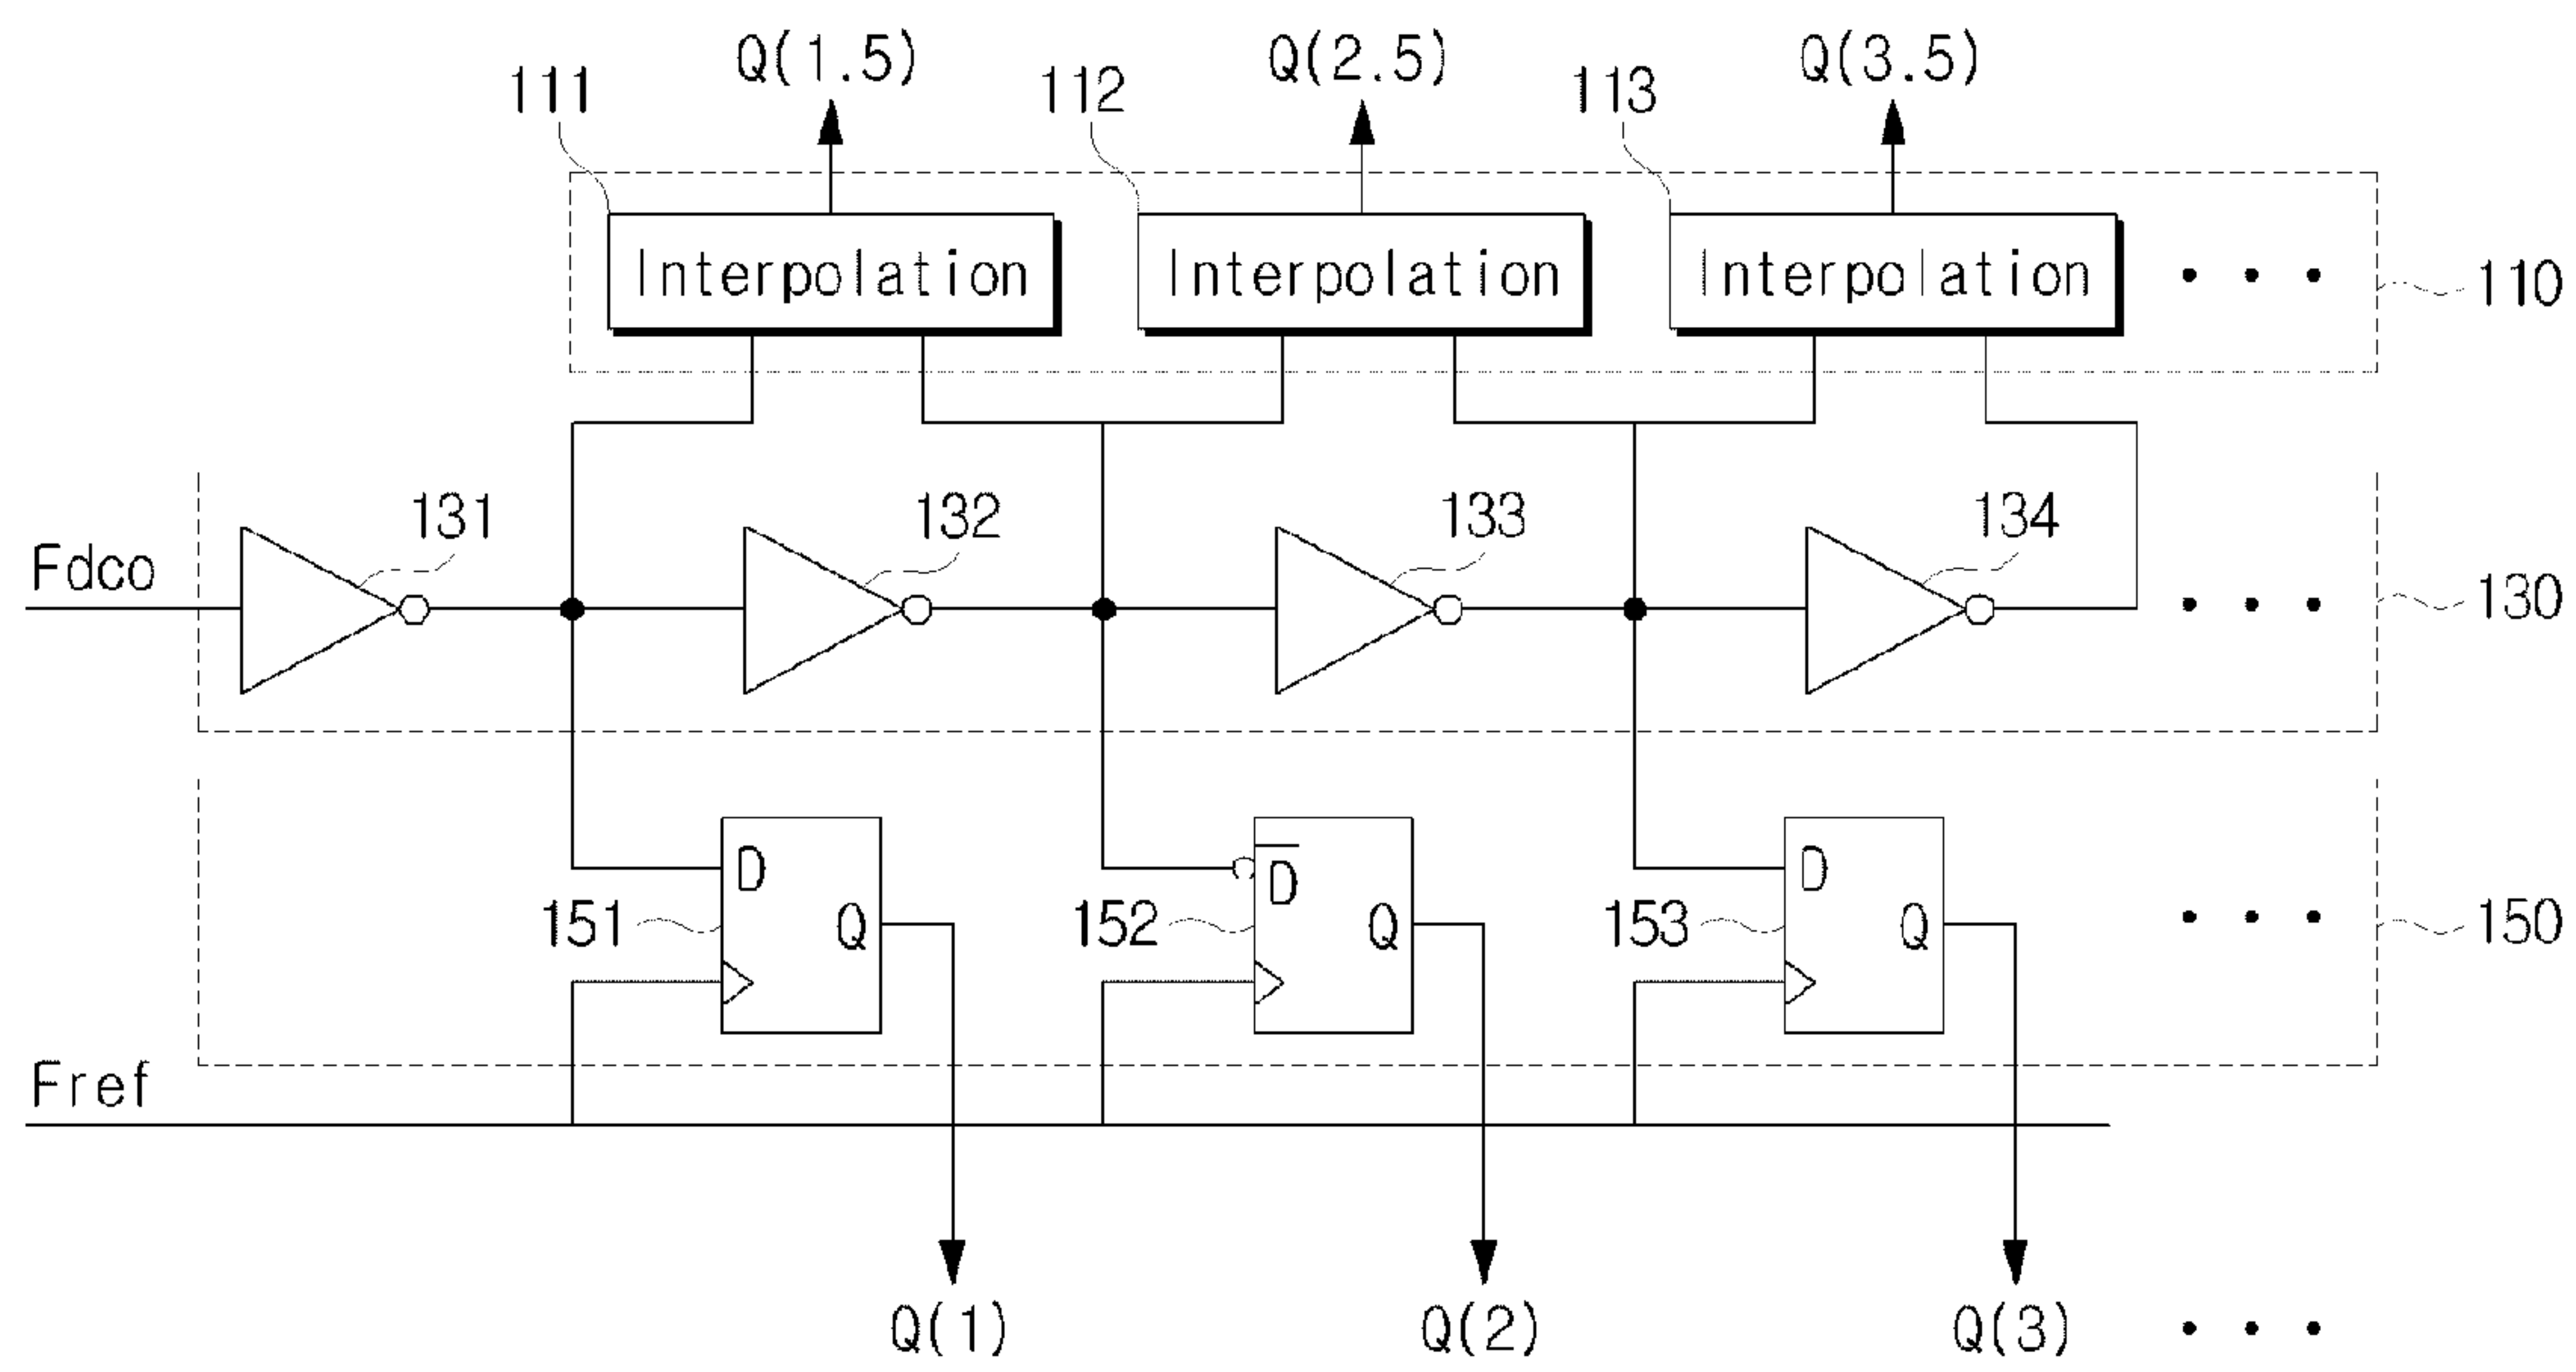 Q(1.5) Q(2.5) Q(3.5)
111 112 113
Interpolation Interpolation Interpolation
110
131 132 133 134
Fdco
130
D D̅ D
151 Q 152 Q 153 Q
150
Fref
Q(1) Q(2) Q(3)